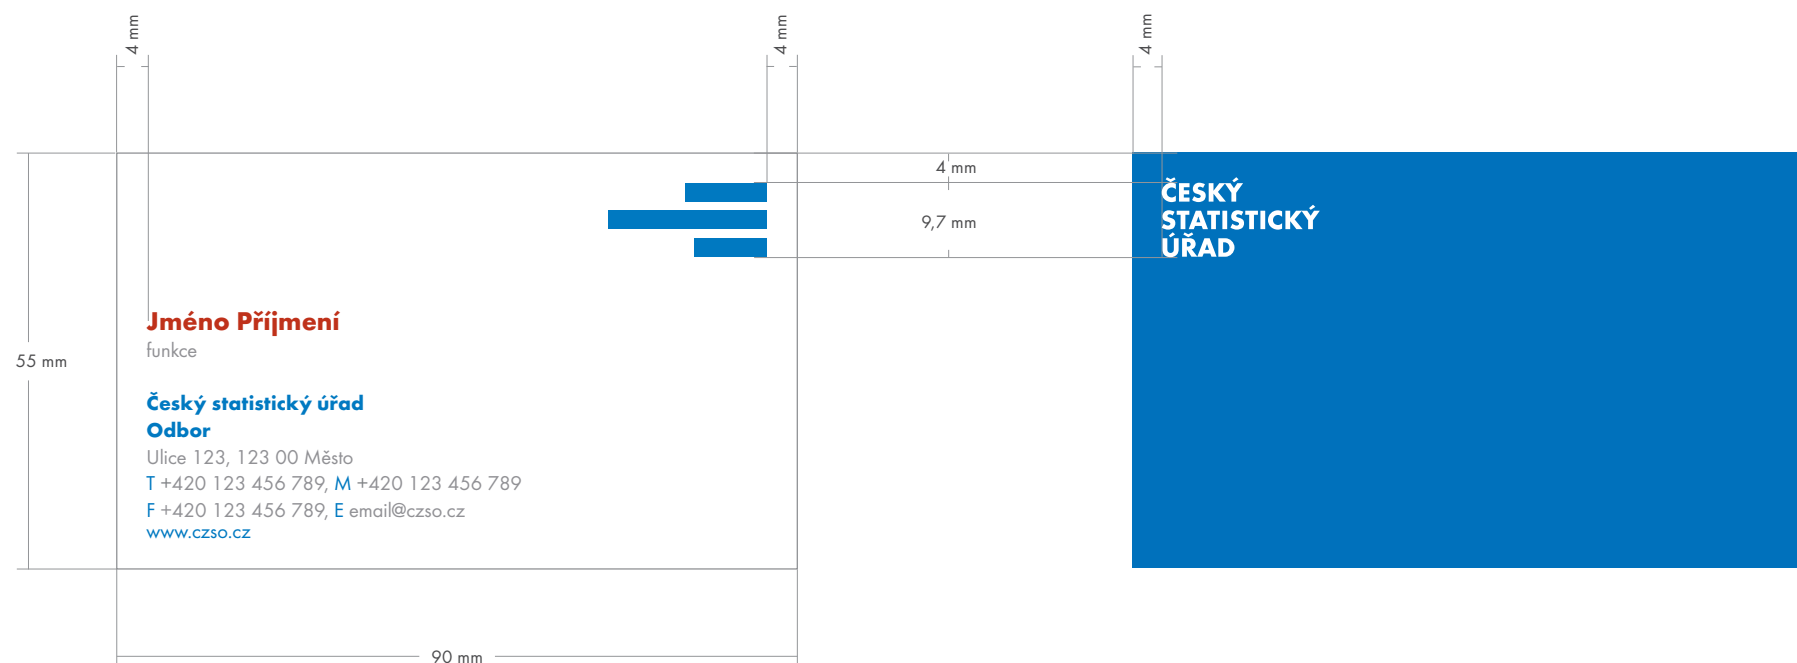 4 mm
4 mm
4 mm
4 mm
9,7 mm
ČESKÝ
STATISTICKÝ
ÚŘAD
Jméno Příjmení
funkce
55 mm
Český statistický úřad
Odbor
Ulice 123, 123 00 Město
T +420 123 456 789, M +420 123 456 789
F +420 123 456 789, E email@czso.cz
www.czso.cz
90 mm